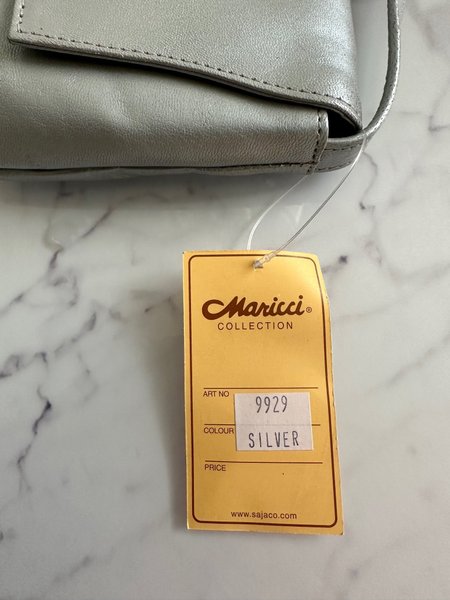 Maricci®
COLLECTION
ART NO
9929
COLOUR
SILVER
PRICE
www.sajaco.com